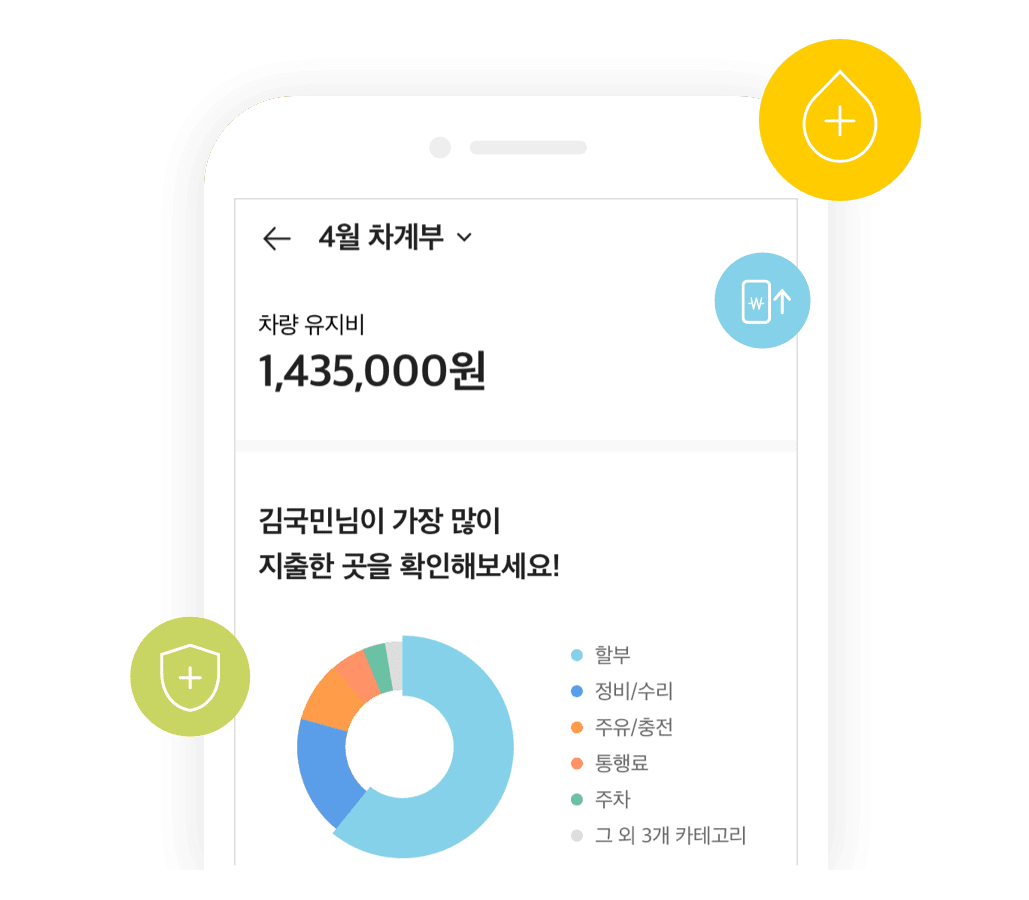 4월 차계부
차량 유지비
1,435,000원
김국민님이 가장 많이
지출한 곳을 확인해보세요!
할부
정비/수리
주유/충전
통행료
주차
그 외 3개 카테고리
₩